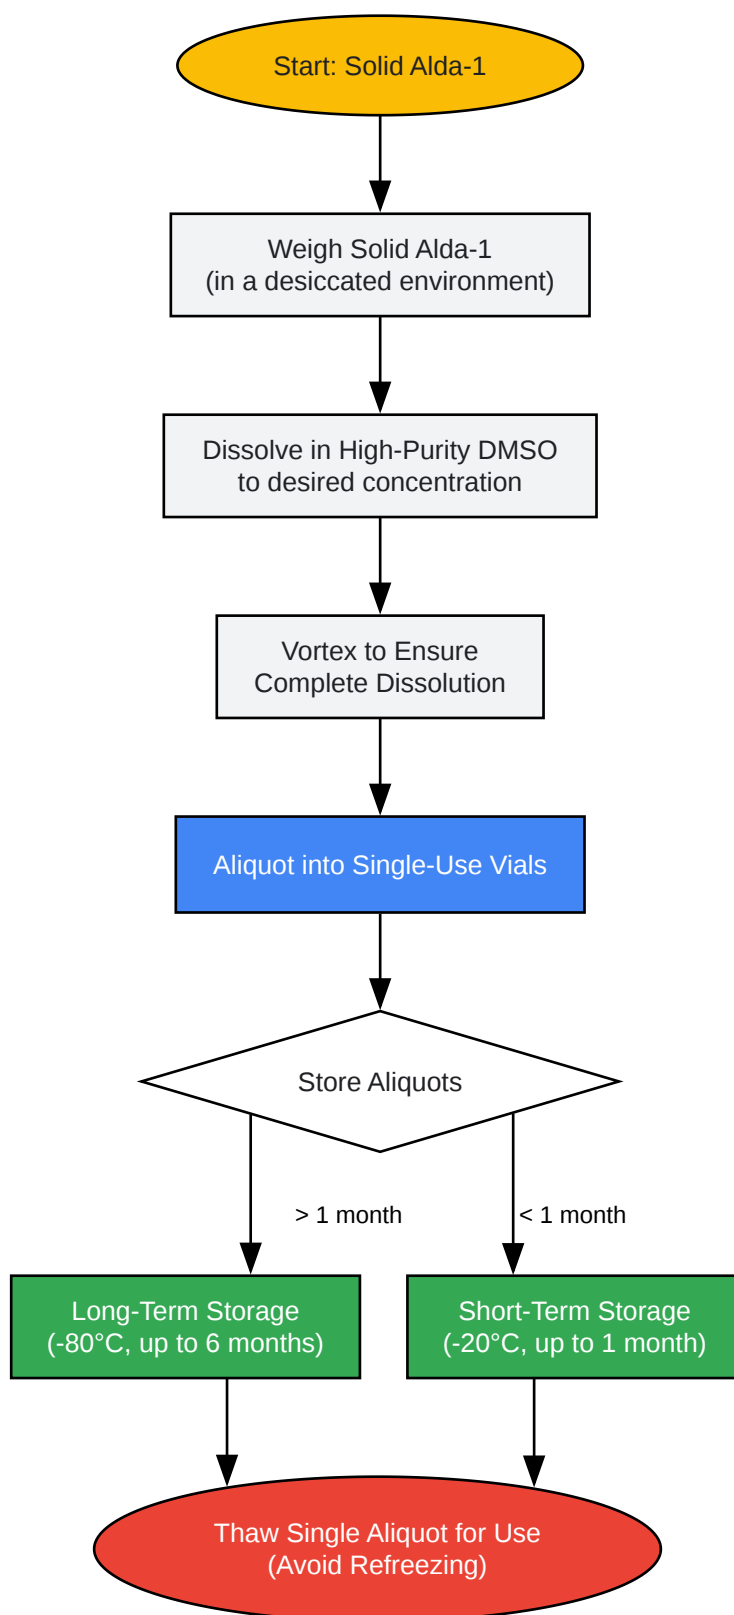 Start: Solid Alda-1
Weigh Solid Alda-1
(in a desiccated environment)
Dissolve in High-Purity DMSO
to desired concentration
Vortex to Ensure
Complete Dissolution
Aliquot into Single-Use Vials
Store Aliquots
> 1 month
< 1 month
Long-Term Storage
(-80°C, up to 6 months)
Short-Term Storage
(-20°C, up to 1 month)
Thaw Single Aliquot for Use
(Avoid Refreezing)